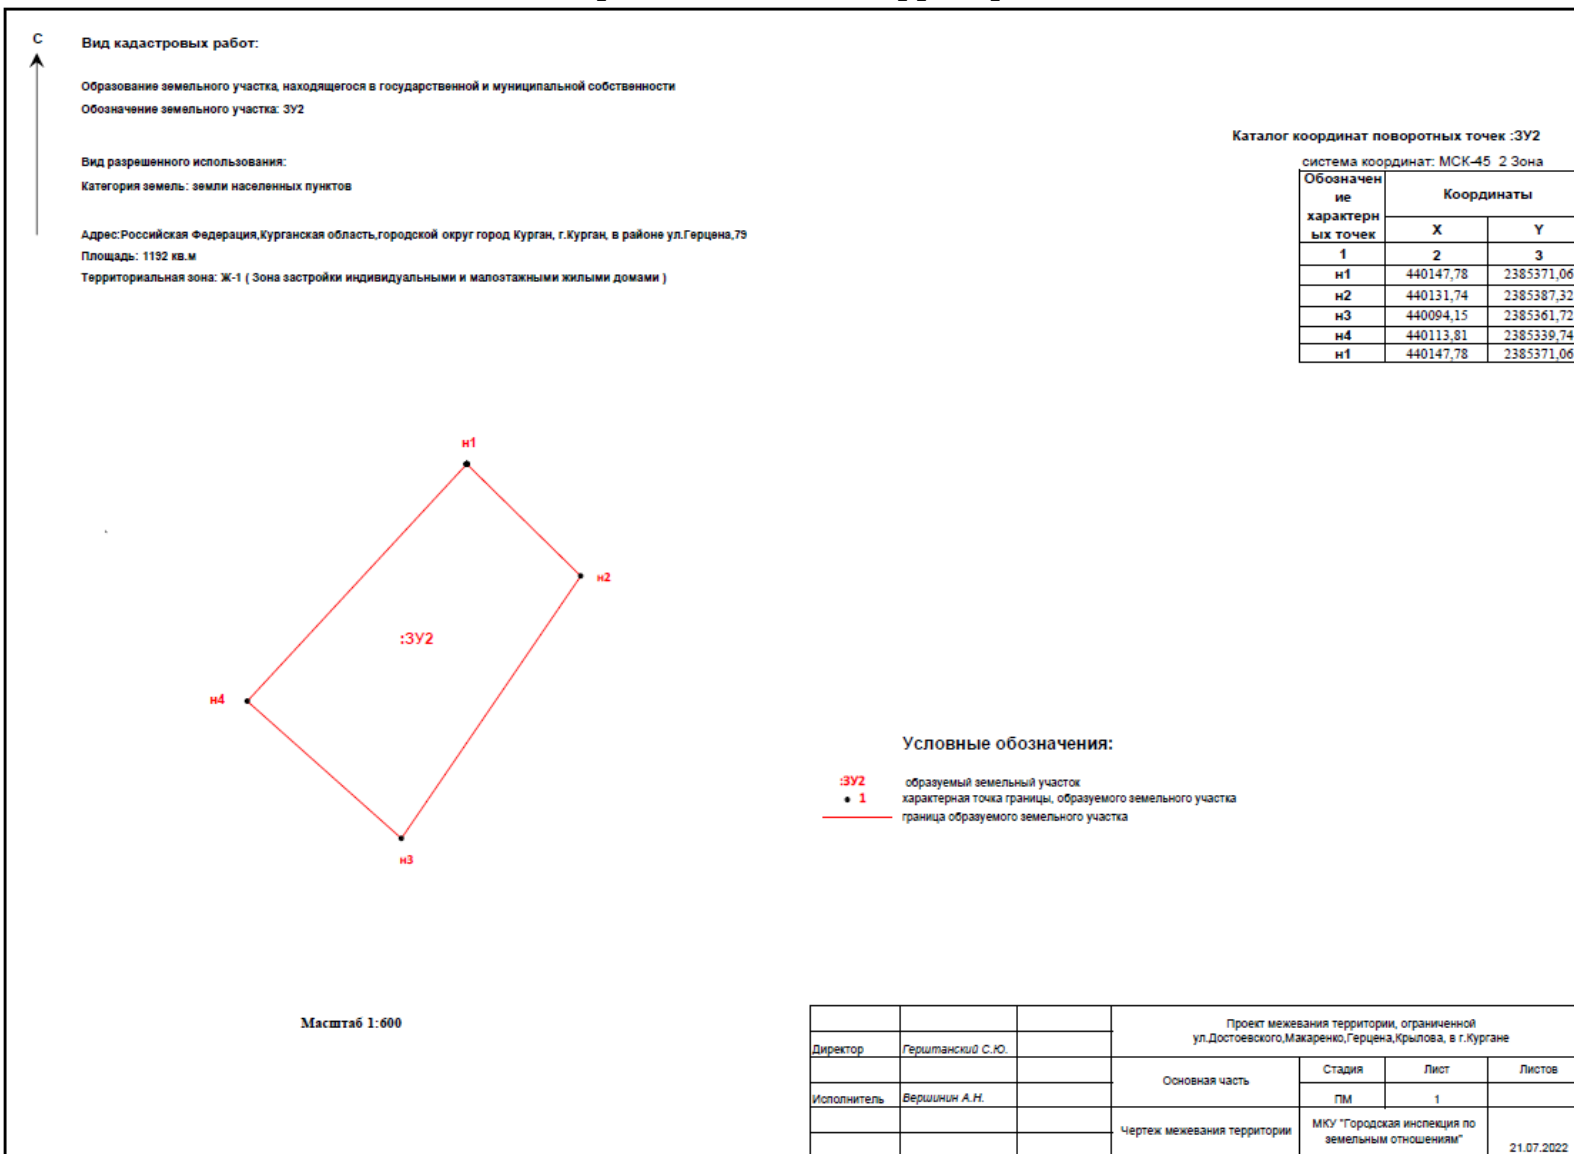 С
Вид кадастровых работ:
Образование земельного участка, находящегося в государственной и муниципальной собственности
Обозначение земельного участка: ЗУ2
Вид разрешенного использования:
Категория земель: земли населенных пунктов
Адрес:Российская Федерация,Курганская область,городской округ город Курган, г.Курган, в районе ул.Герцена,79
Площадь: 1192 кв.м
Территориальная зона: Ж-1 ( Зона застройки индивидуальными и малоэтажными жилыми домами )
Каталог координат поворотных точек :ЗУ2
система координат: МСК-45 2 Зона
Обозначен
ие
характерн
ых точек
Координаты
X Y
1 2 3
н1 440147,78 2385371,06
н2 440131,74 2385387,32
н3 440094,15 2385361,72
н4 440113,81 2385339,74
н1 440147,78 2385371,06
н1
н2
:ЗУ2
н4
н3
Условные обозначения:
:ЗУ2 образуемый земельный участок
1 характерная точка границы, образуемого земельного участка
граница образуемого земельного участка
Масштаб 1:600
Проект межевания территории, ограниченной
ул.Достоевского,Макаренко,Герцена,Крылова, в г.Кургане
Директор Герштанский С.Ю.
Основная часть
Стадия Лист Листов
Исполнитель Вершинин А.Н.
ПМ 1
Чертеж межевания территории
МКУ "Городская инспекция по
земельным отношениям"
21.07.2022